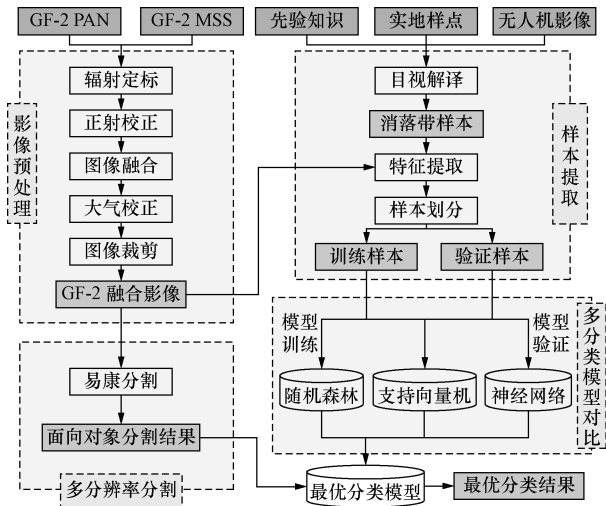 GF-2 PAN
GF-2 MSS
先验知识
实地样点
无人机影像
影像预处理
辐射定标
正射校正
图像融合
大气校正
图像裁剪
GF-2 融合影像
目视解译
消落带样本
特征提取
样本划分
训练样本
验证样本
样本提取
模型
训练
模型
验证
随机森林
支持向量机
神经网络
多分类模型对比
易康分割
面向对象分割结果
多分辨率分割
最优分类模型
最优分类结果